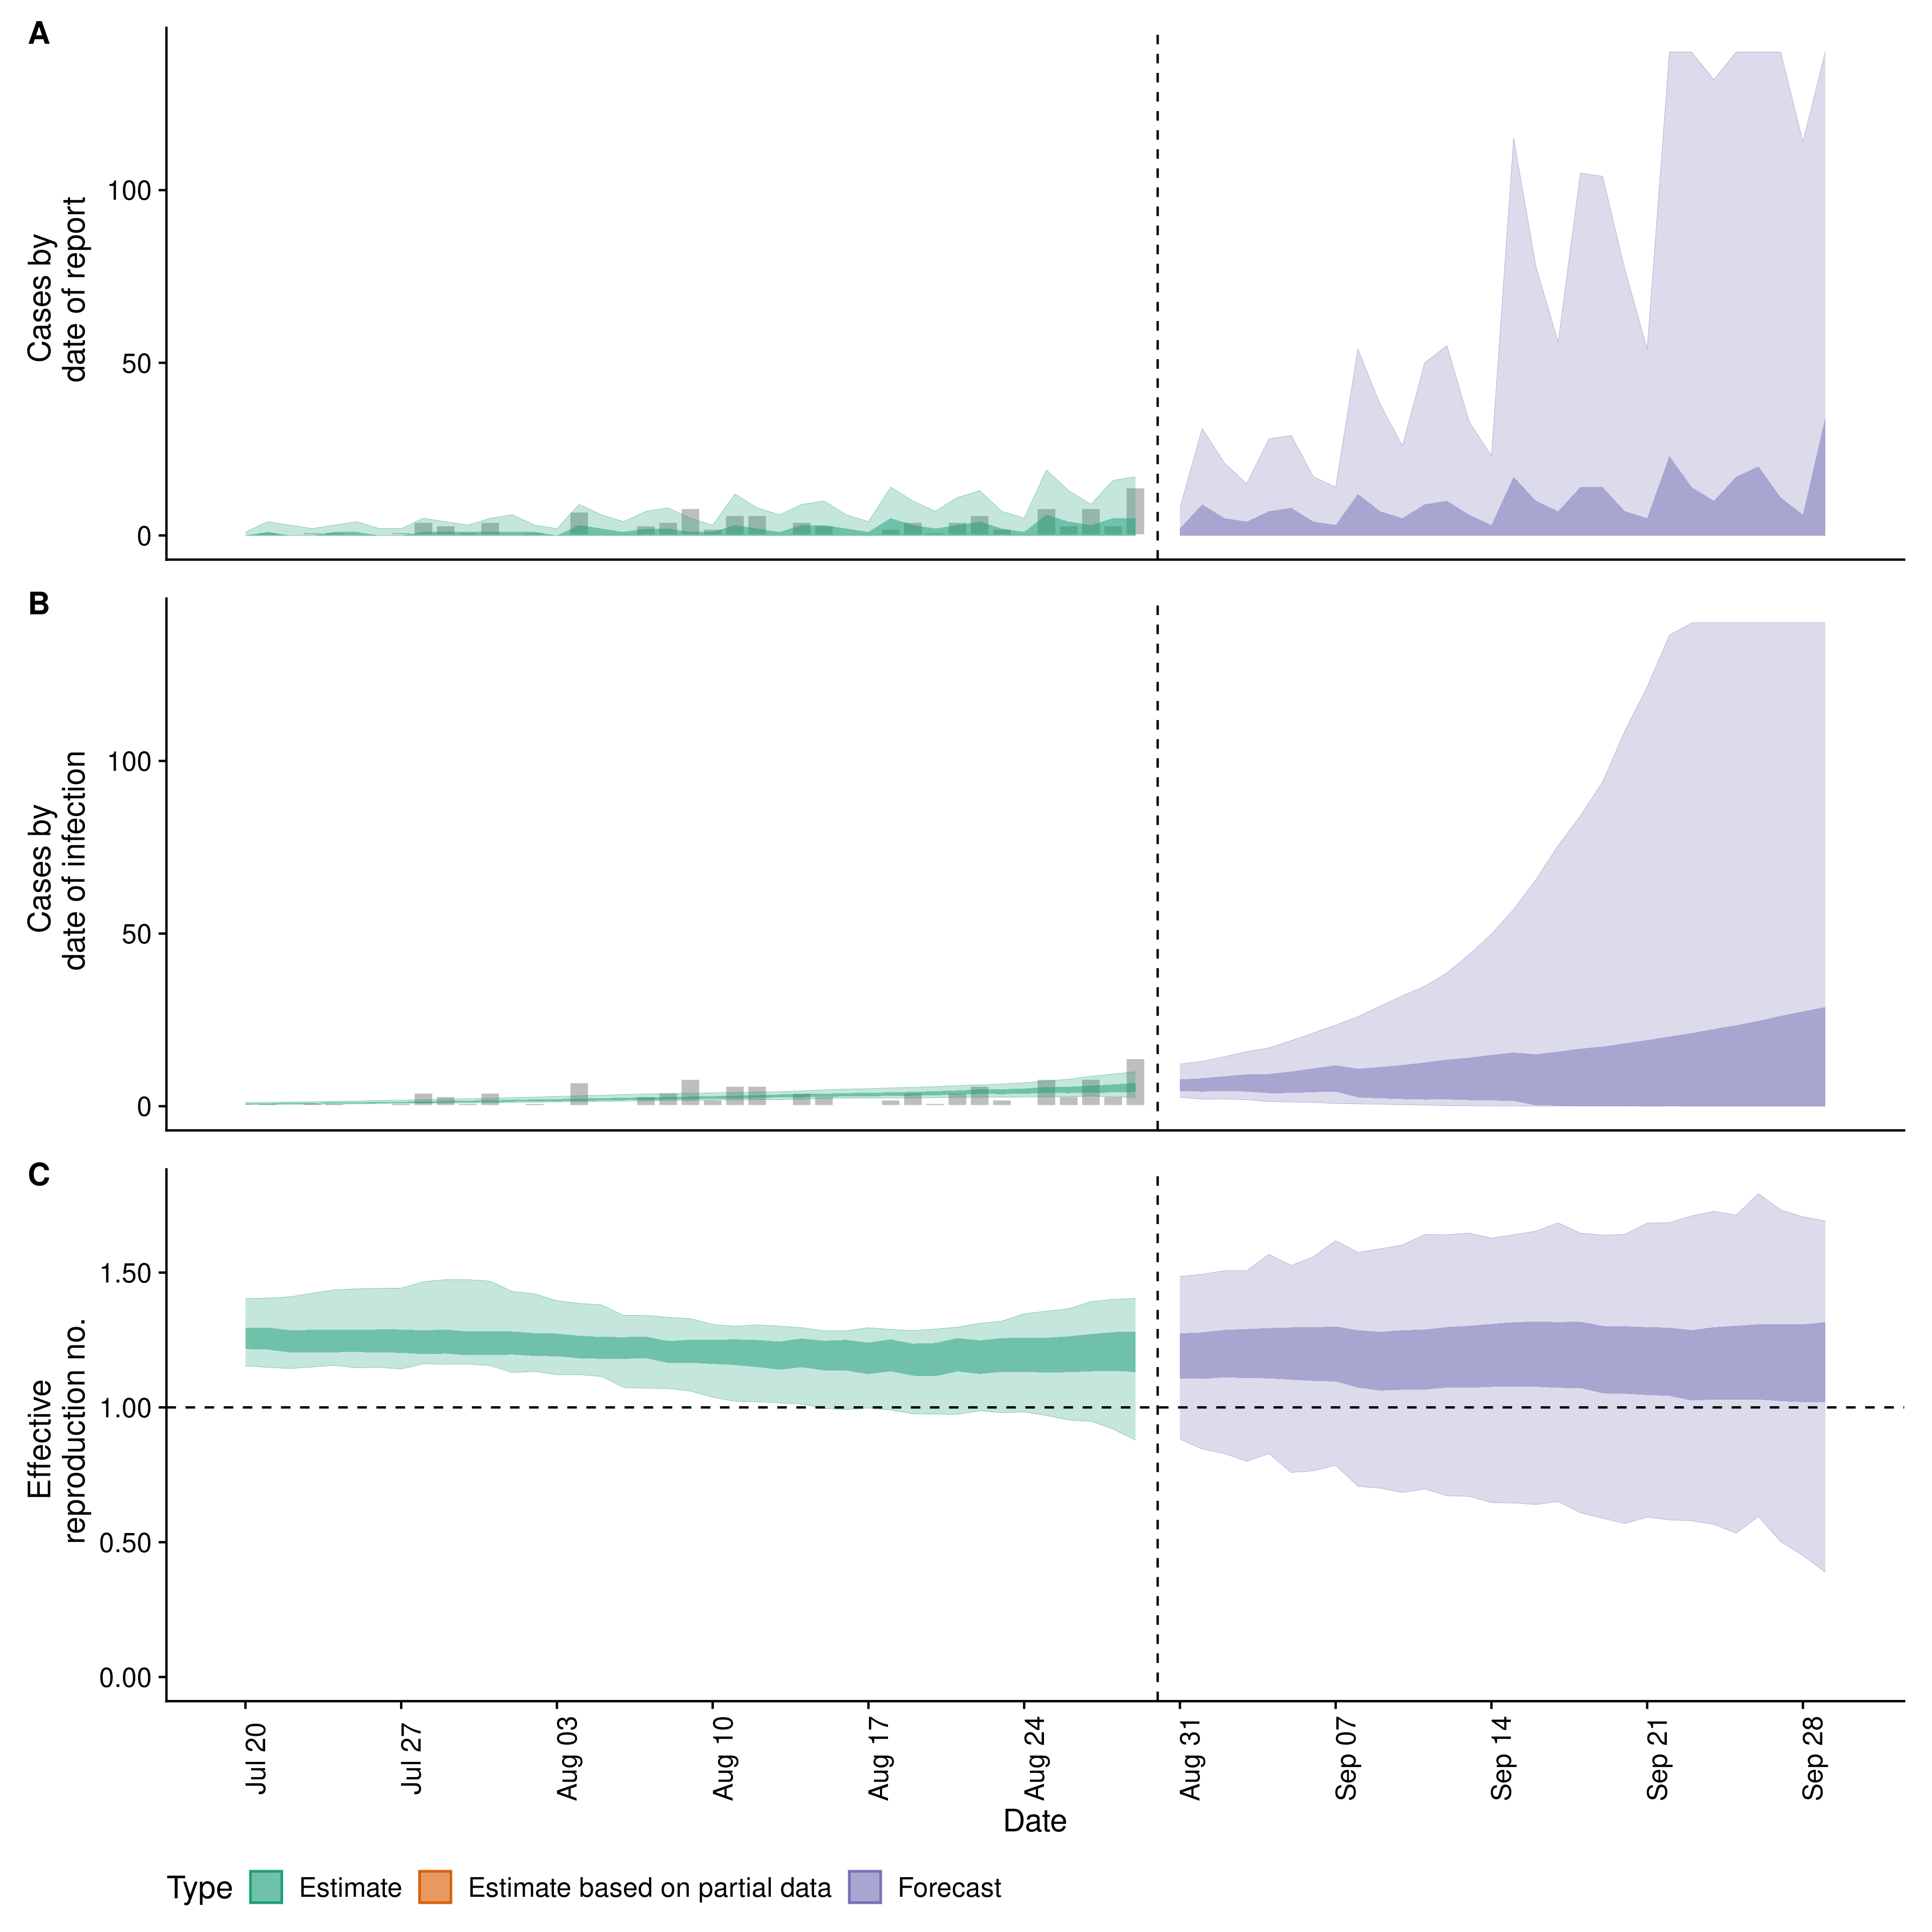 A
Cases by
date of report
100
50
0
B
Cases by
date of infection
100
50
0
C
Effective
reproduction no.
1.50
1.00
0.50
0.00
Jul 20
Jul 27
Aug 03
Aug 10
Aug 17
Aug 24
Aug 31
Sep 07
Sep 14
Sep 21
Sep 28
Date
Type Estimate Estimate based on partial data Forecast